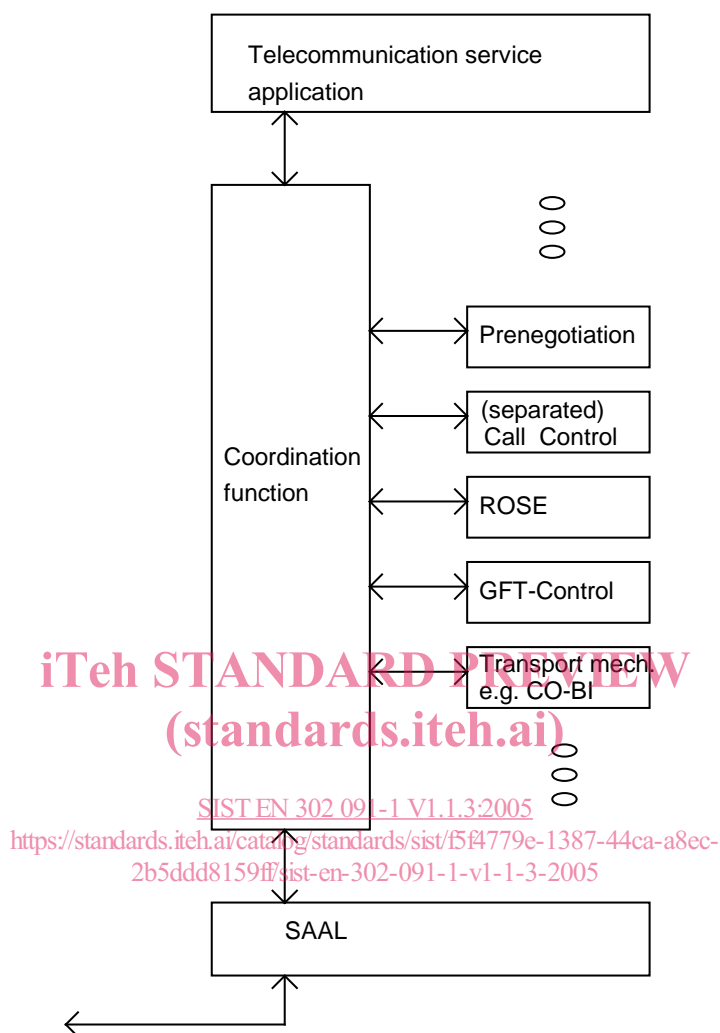 Telecommunication service
application
Prenegotiation
(separated)
Call Control
Coordination
function
ROSE
GFT-Control
Transport mech.
e.g. CO-BI
iTeh STANDARD PREVIEW
(standards.iteh.ai)
SIST EN 302 091-1 V1.1.3:2005
https://standards.iteh.ai/catalog/standards/sist/f5f4779e-1387-44ca-a8ec-
2b5ddd8159ff/sist-en-302-091-1-v1-1-3-2005
SAAL